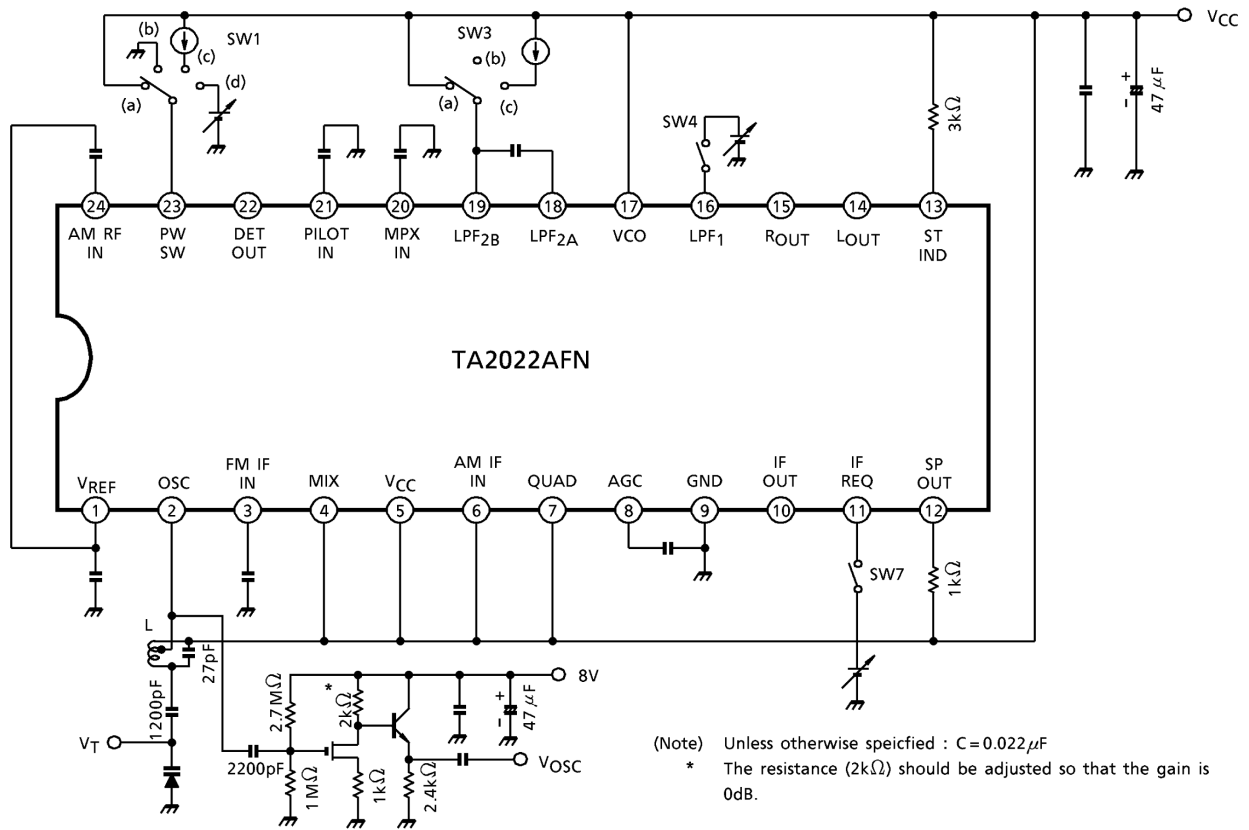 VCC
(b)
SW1
(c)
(d)
(a)
SW3
(b)
(a)
(c)
SW4
3kΩ
+
−
47 μF
24
23
22
21
20
19
18
17
16
15
14
13
AM RF
IN
PW
SW
DET
OUT
PILOT
IN
MPX
IN
LPF2B
LPF2A
VCO
LPF1
ROUT
LOUT
ST
IND
TA2022AFN
VREF
OSC
FM IF
IN
MIX
VCC
AM IF
IN
QUAD
AGC
GND
IF
OUT
IF
REQ
SP
OUT
1
2
3
4
5
6
7
8
9
10
11
12
SW7
1kΩ
L
27pF
1200pF
VT
2200pF
2.7MΩ
1MΩ
*
2kΩ
1kΩ
2.4kΩ
8V
+
−
47 μF
VOSC
(Note) Unless otherwise speicfied : C=0.022μF
* The resistance (2kΩ) should be adjusted so that the gain is
0dB.